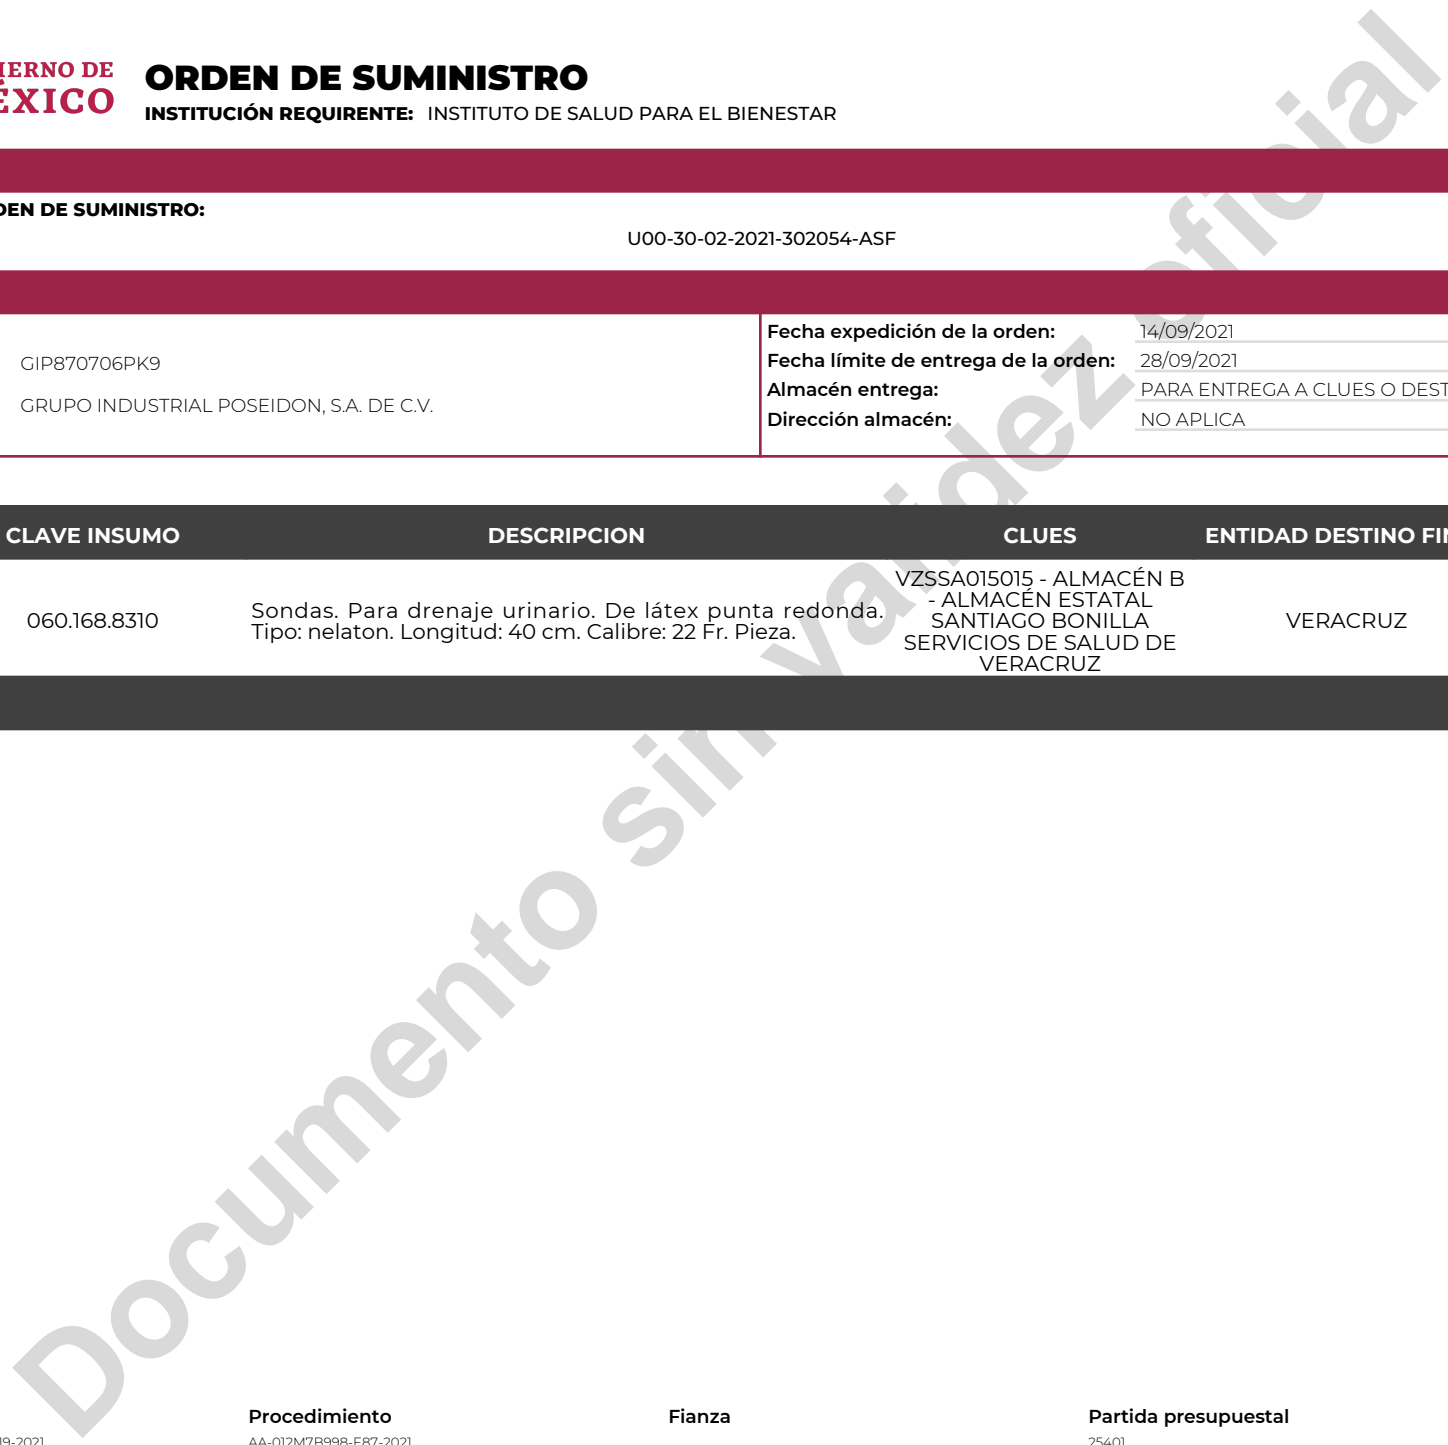 ORDEN DE SUMINISTRO
INSTITUCIÓN REQUIRENTE: INSTITUTO DE SALUD PARA EL BIENESTAR
DE SUMINISTRO:
U00-30-02-2021-302054-ASF
GIP870706PK9
GRUPO INDUSTRIAL POSEIDON, S.A. DE C.V.
Fecha expedición de la orden: 14/09/2021
Fecha límite de entrega de la orden: 28/09/2021
Almacén entrega: PARA ENTREGA A CLUES O DEST
Dirección almacén: NO APLICA
CLAVE INSUMO DESCRIPCION CLUES ENTIDAD DESTINO
060.168.8310
Sondas. Para drenaje urinario. De látex punta redonda.
Tipo: nelaton. Longitud: 40 cm. Calibre: 22 Fr. Pieza.
VZSSA015015 - ALMACÉN B
- ALMACÉN ESTATAL
SANTIAGO BONILLA
SERVICIOS DE SALUD DE
VERACRUZ
VERACRUZ
Documento sin validez oficial
Procedimiento Fianza Partida presupuestal
AA-012M7B998-E87-2021 25401